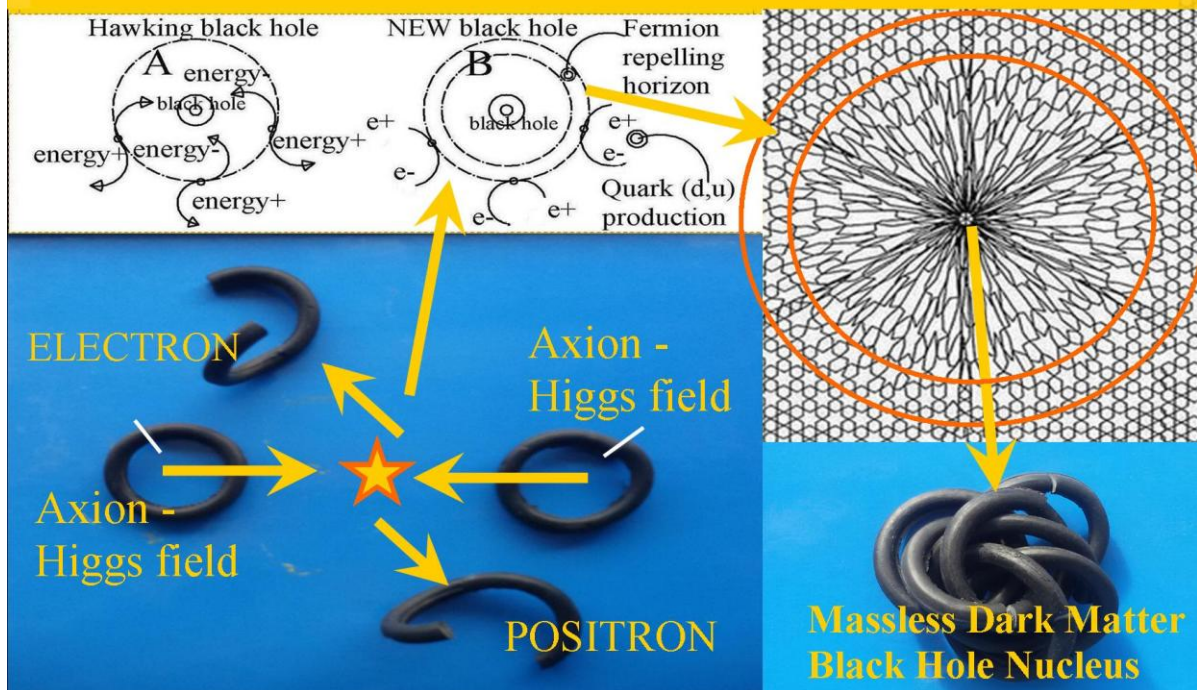 Hawking black hole
A
energy-
black hole
energy+
energy-
energy+
energy+
NEW black hole
B
Fermion
repelling
horizon
e+
black hole
e+
e-
e-
e-
e+
Quark (d,u)
production
ELECTRON
Axion -
Higgs field
Axion -
Higgs field
POSITRON
Massless Dark Matter
Black Hole Nucleus